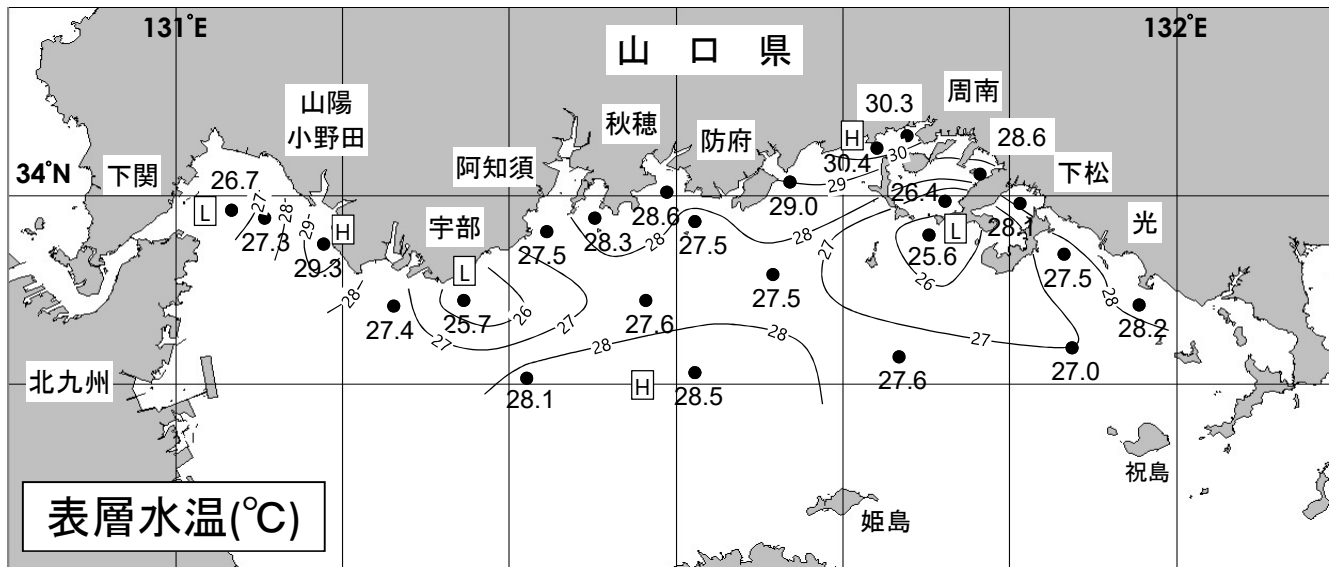 131°E
132°E
山 口 県
山陽
小野田
30.3
周南
秋穂
防府
H
28.6
30
34°N
下関
阿知須
30.4
下松
26.7
29
26.4
27
28
29
L
H
28.6
29.0
28.1
宇部
27.3
27.5
28.3
28
27.5
28
27
25.6
L
光
29.3
L
26
27.5
28
27.5
28
27.4
25.7
26
27
27.6
28.2
27
28
28
27
北九州
28.1
H
28.5
27.6
27.0
祝島
表層水温(℃)
姫島